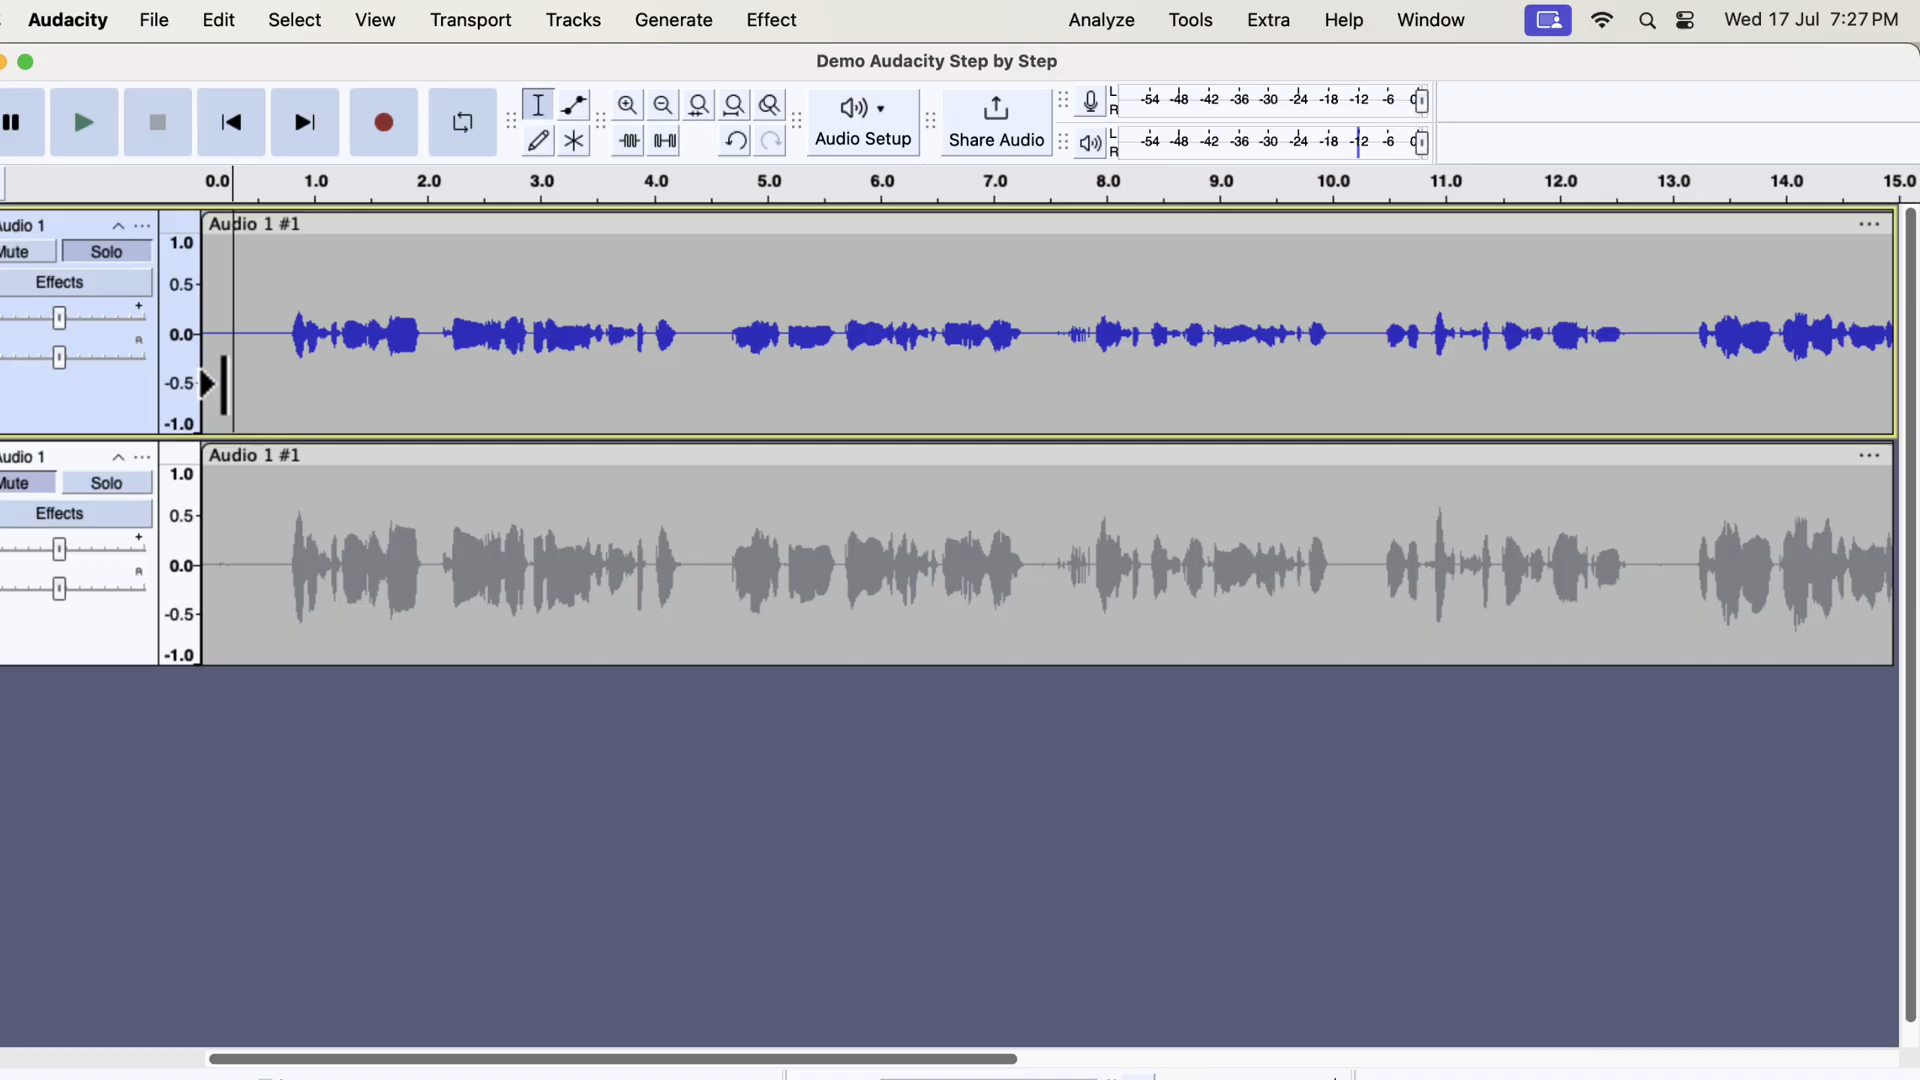 Audacity File Edit Select View Transport Tracks Generate Effect Analyze Tools Extra Help Window Wed 17 Jul 7:27 PM
Demo Audacity Step by Step
L -54 -48 -42 -36 -30 -24 -18 -12 -6 0
R
Audio Setup Share Audio
L -54 -48 -42 -36 -30 -24 -18 -12 -6 0
R
0.0 1.0 2.0 3.0 4.0 5.0 6.0 7.0 8.0 9.0 10.0 11.0 12.0 13.0 14.0 15.0
Audio 1 Audio 1 #1
Mute Solo 1.0
Effects 0.5
+
R 0.0
-0.5
-1.0
Audio 1 Audio 1 #1
Mute Solo 1.0
Effects 0.5
+
R 0.0
-0.5
-1.0